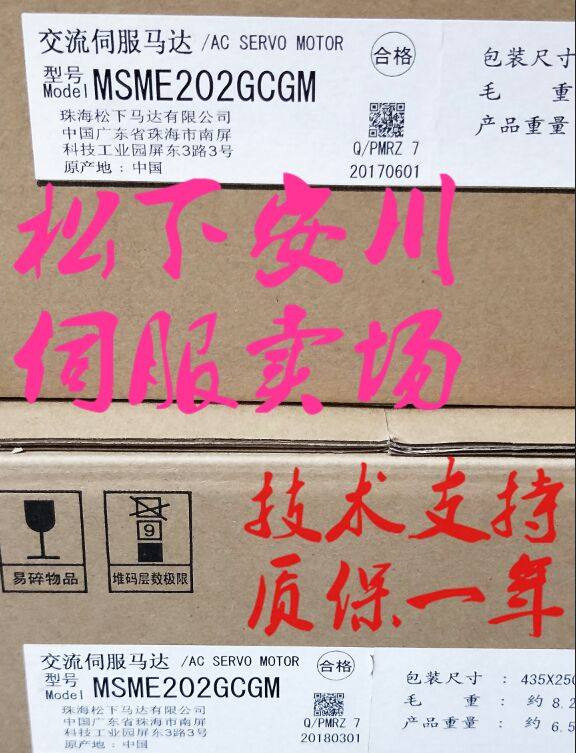 交流伺服马达 /AC SERVO MOTOR
合格
型号
Model MSME202GCGM
珠海松下马达有限公司
中国广东省珠海市南屏
科技工业园屏东3路3号
原产地：中国
Q/PMRZ 7
20170601
包装尺寸
毛 重
产品重量
松下安川
伺服卖场
技术支持
质保一年
9
易碎物品
堆码层数极限
交流伺服马达 /AC SERVO MOTOR
合格
型号
Model MSME202GCGM
珠海松下马达有限公司
中国广东省珠海市南屏
科技工业园屏东3路3号
原产地：中国
Q/PMRZ 7
20180301
包装尺寸： 435X250
毛 重： 约 8.2
产品重量： 约 6.5